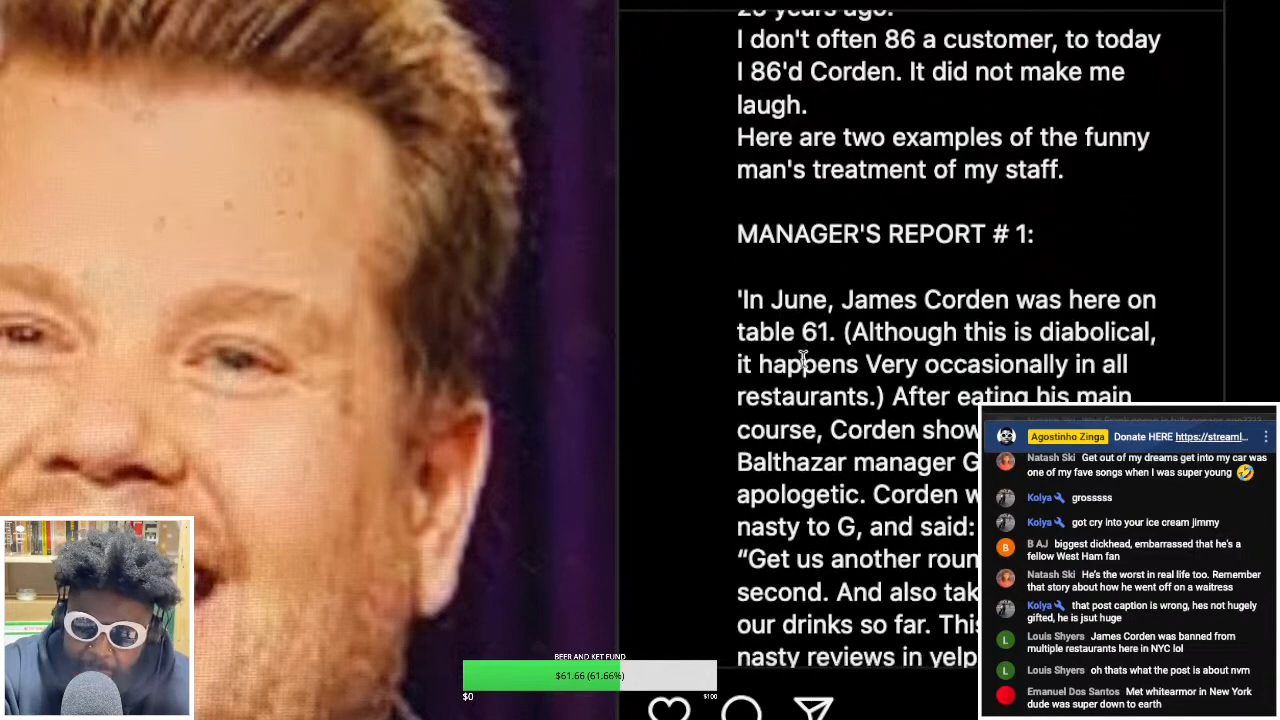 20 years ago.
I don't often 86 a customer, to today
I 86'd Corden. It did not make me
laugh.
Here are two examples of the funny
man's treatment of my staff.
MANAGER'S REPORT # 1:
'In June, James Corden was here on
table 61. (Although this is diabolical,
it happens Very occasionally in all
restaurants.) After eating his main
course, Corden show
Balthazar manager G
apologetic. Corden w
nasty to G, and said:
“Get us another roun
second. And also tak
our drinks so far. This
nasty reviews in yelp
Agostinho Zinga Donate HERE https://streaml...
Natash Ski Get out of my dreams get into my car was
one of my fave songs when I was super young 🤣
Kolya grosssss
Kolya got cry into your ice cream jimmy
B AJ biggest dickhead, embarrassed that he's a
fellow West Ham fan
Natash Ski He's the worst in real life too. Remember
that story about how he went off on a waitress
Kolya that post caption is wrong, hes not hugely
gifted, he is jsut huge
Louis Shyers James Corden was banned from
multiple restaurants here in NYC lol
Louis Shyers oh thats what the post is about nvm
Emanuel Dos Santos Met whitearmor in New York
dude was super down to earth
BEER AND KET FUND
$61.66 (61.66%)
$0
$100